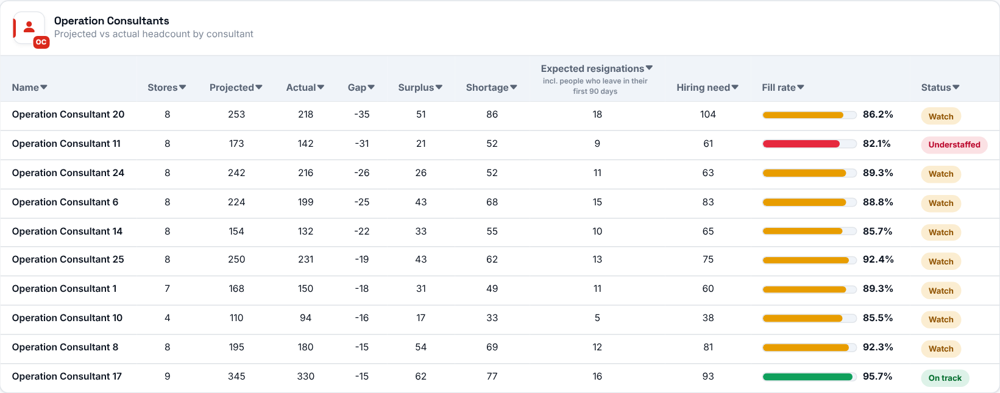 Operation Consultants
Projected vs actual headcount by consultant
OC
Name▼ Stores▼ Projected▼ Actual▼ Gap▼ Surplus▼ Shortage▼ Expected resignations▼ Hiring need▼ Fill rate▼ Status▼
incl. people who leave in their
first 90 days
Operation Consultant 20 8 253 218 -35 51 86 18 104 86.2% Watch
Operation Consultant 11 8 173 142 -31 21 52 9 61 82.1% Understaffed
Operation Consultant 24 8 242 216 -26 26 52 11 63 89.3% Watch
Operation Consultant 6 8 224 199 -25 43 68 15 83 88.8% Watch
Operation Consultant 14 8 154 132 -22 33 55 10 65 85.7% Watch
Operation Consultant 25 8 250 231 -19 43 62 13 75 92.4% Watch
Operation Consultant 1 7 168 150 -18 31 49 11 60 89.3% Watch
Operation Consultant 10 4 110 94 -16 17 33 5 38 85.5% Watch
Operation Consultant 8 8 195 180 -15 54 69 12 81 92.3% Watch
Operation Consultant 17 9 345 330 -15 62 77 16 93 95.7% On track